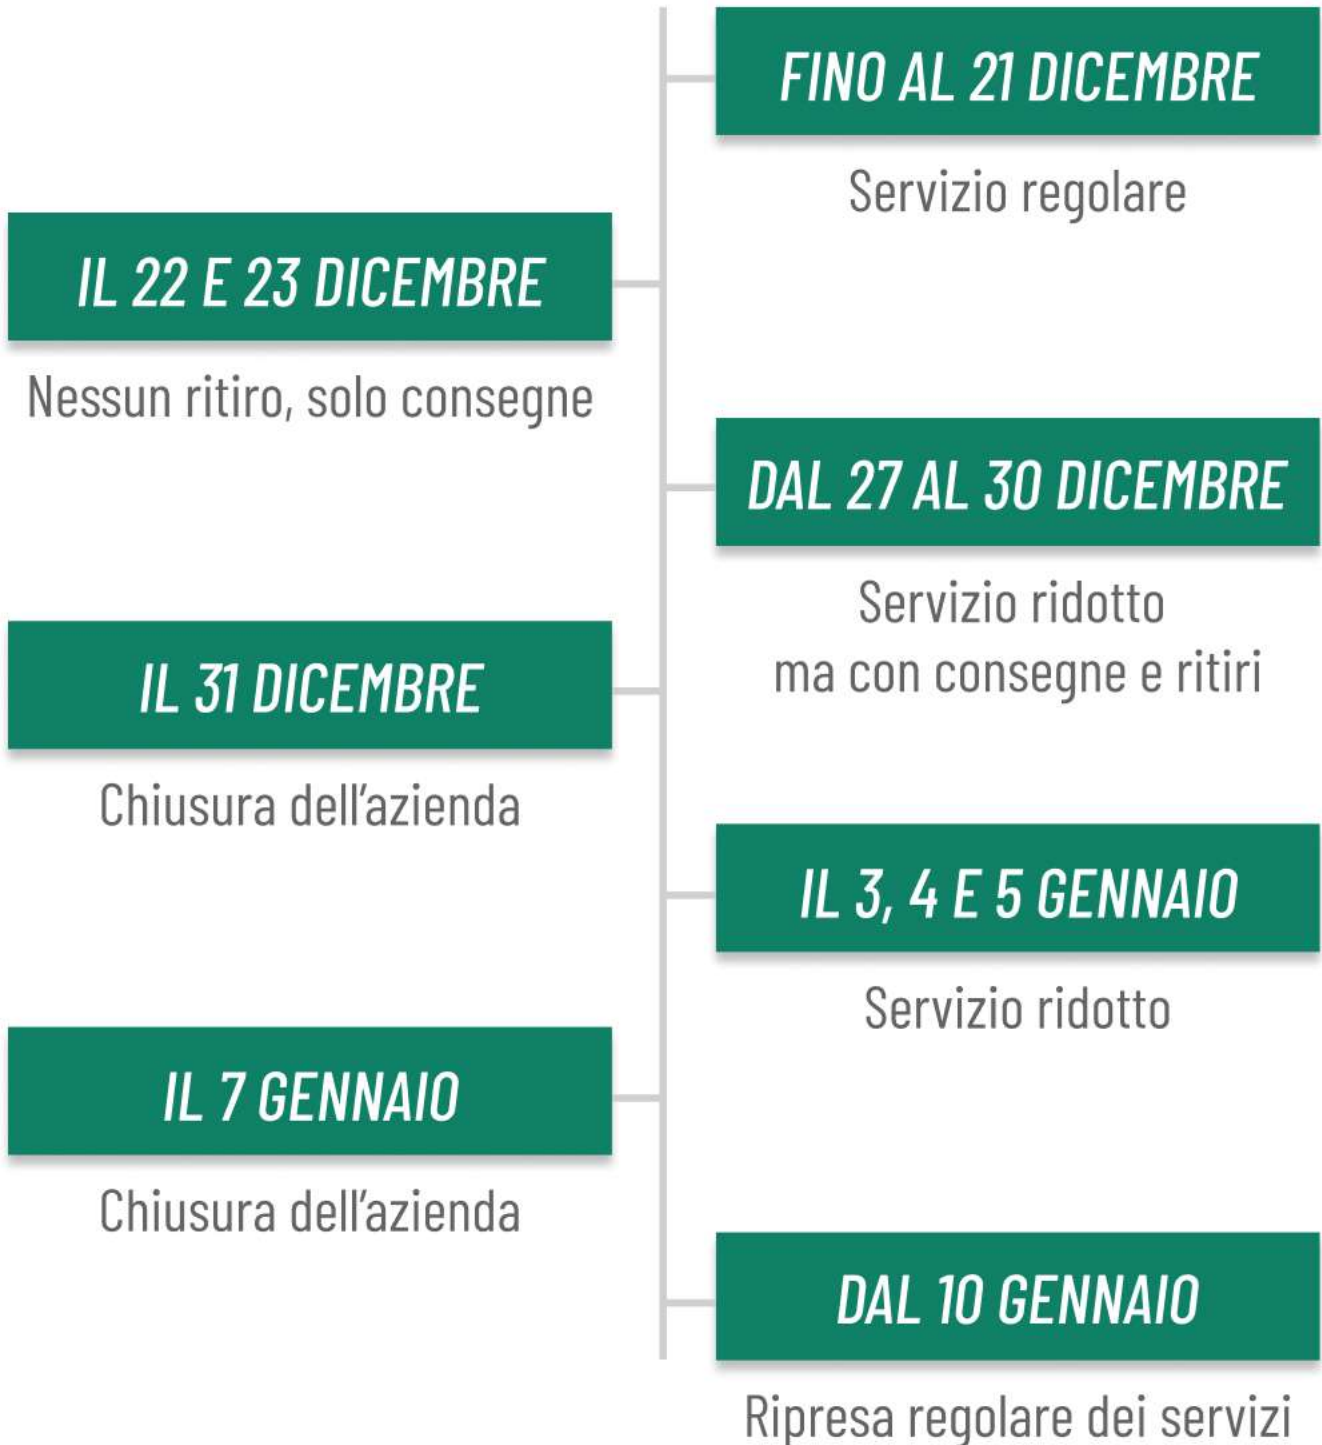 FINO AL 21 DICEMBRE
Servizio regolare
IL 22 E 23 DICEMBRE
Nessun ritiro, solo consegne
DAL 27 AL 30 DICEMBRE
Servizio ridotto
ma con consegne e ritiri
IL 31 DICEMBRE
Chiusura dell'azienda
IL 3, 4 E 5 GENNAIO
Servizio ridotto
IL 7 GENNAIO
Chiusura dell'azienda
DAL 10 GENNAIO
Ripresa regolare dei servizi